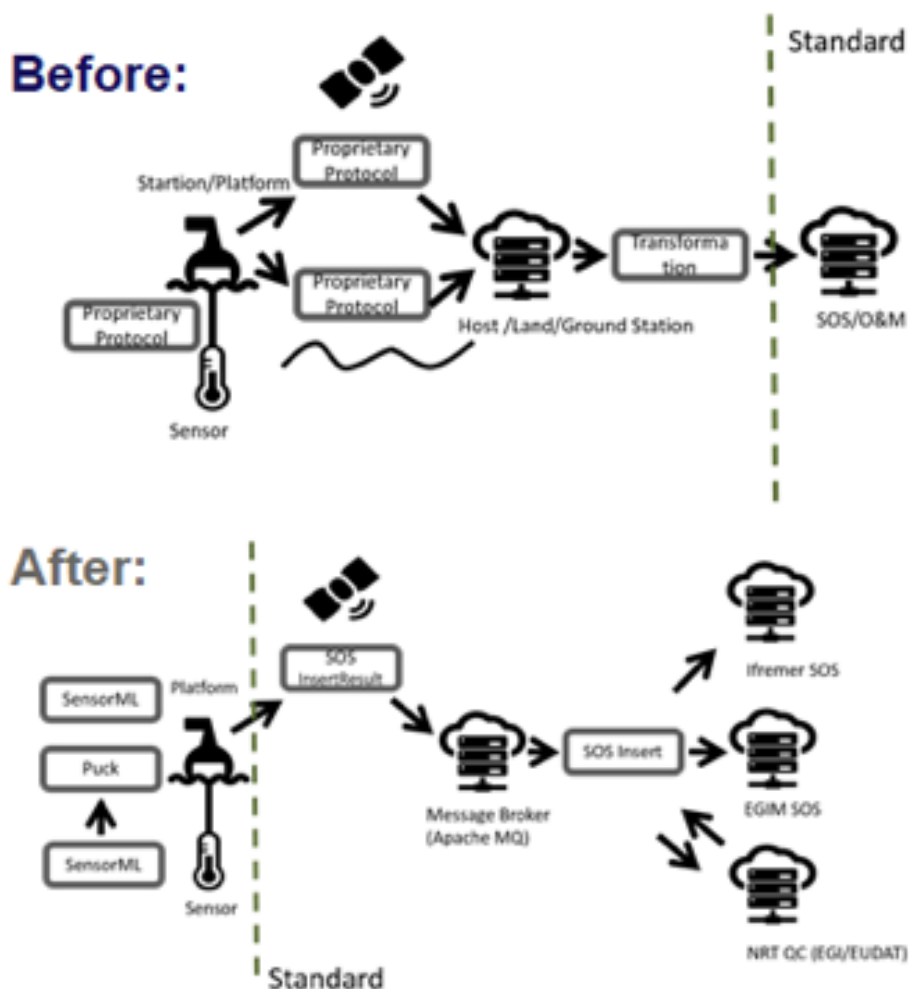 Before:
Standard
Proprietary
Protocol
Startion/Platform
Transforma
tion
Proprietary
Protocol
Proprietary
Protocol
Host /Land/Ground Station
SOS/O&M
Sensor
After:
SOS
InsertResult
Ifremer SOS
SensorML
Platform
Puck
SOS Insert
Message Broker
(Apache MQ)
EGIM SOS
SensorML
Sensor
NRT QC (EGI/EUDAT)
Standard